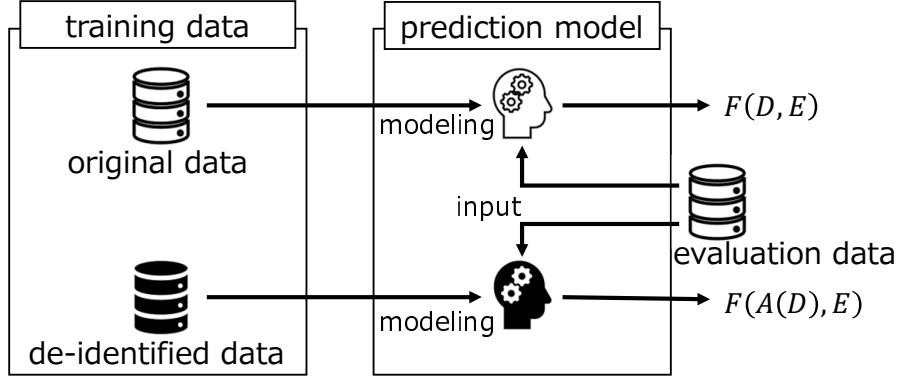 training data
prediction model
modeling
F(D, E)
original data
input
evaluation data
modeling
F(A(D), E)
de-identified data